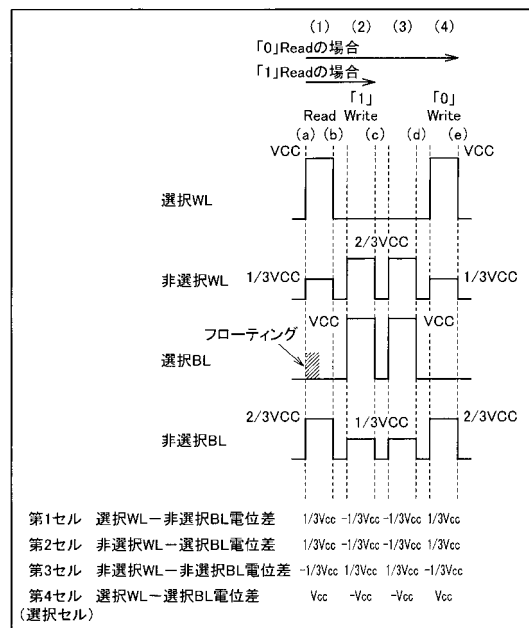 (1) (2) (3) (4)
「0」Readの場合
「1」Readの場合
「1」 「0」
Read Write Write
(a) (b) (c) (d) (e)
VCC VCC
選択WL
2/3VCC
1/3VCC 1/3VCC
非選択WL
フローティング VCC VCC
選択BL
2/3VCC 1/3VCC 2/3VCC
非選択BL
第1セル 選択WL－非選択BL電位差 1/3Vcc -1/3Vcc -1/3Vcc 1/3Vcc
第2セル 非選択WL－選択BL電位差 1/3Vcc -1/3Vcc -1/3Vcc 1/3Vcc
第3セル 非選択WL－非選択BL電位差 -1/3Vcc 1/3Vcc 1/3Vcc -1/3Vcc
第4セル 選択WL－選択BL電位差 Vcc -Vcc -Vcc Vcc
(選択セル)